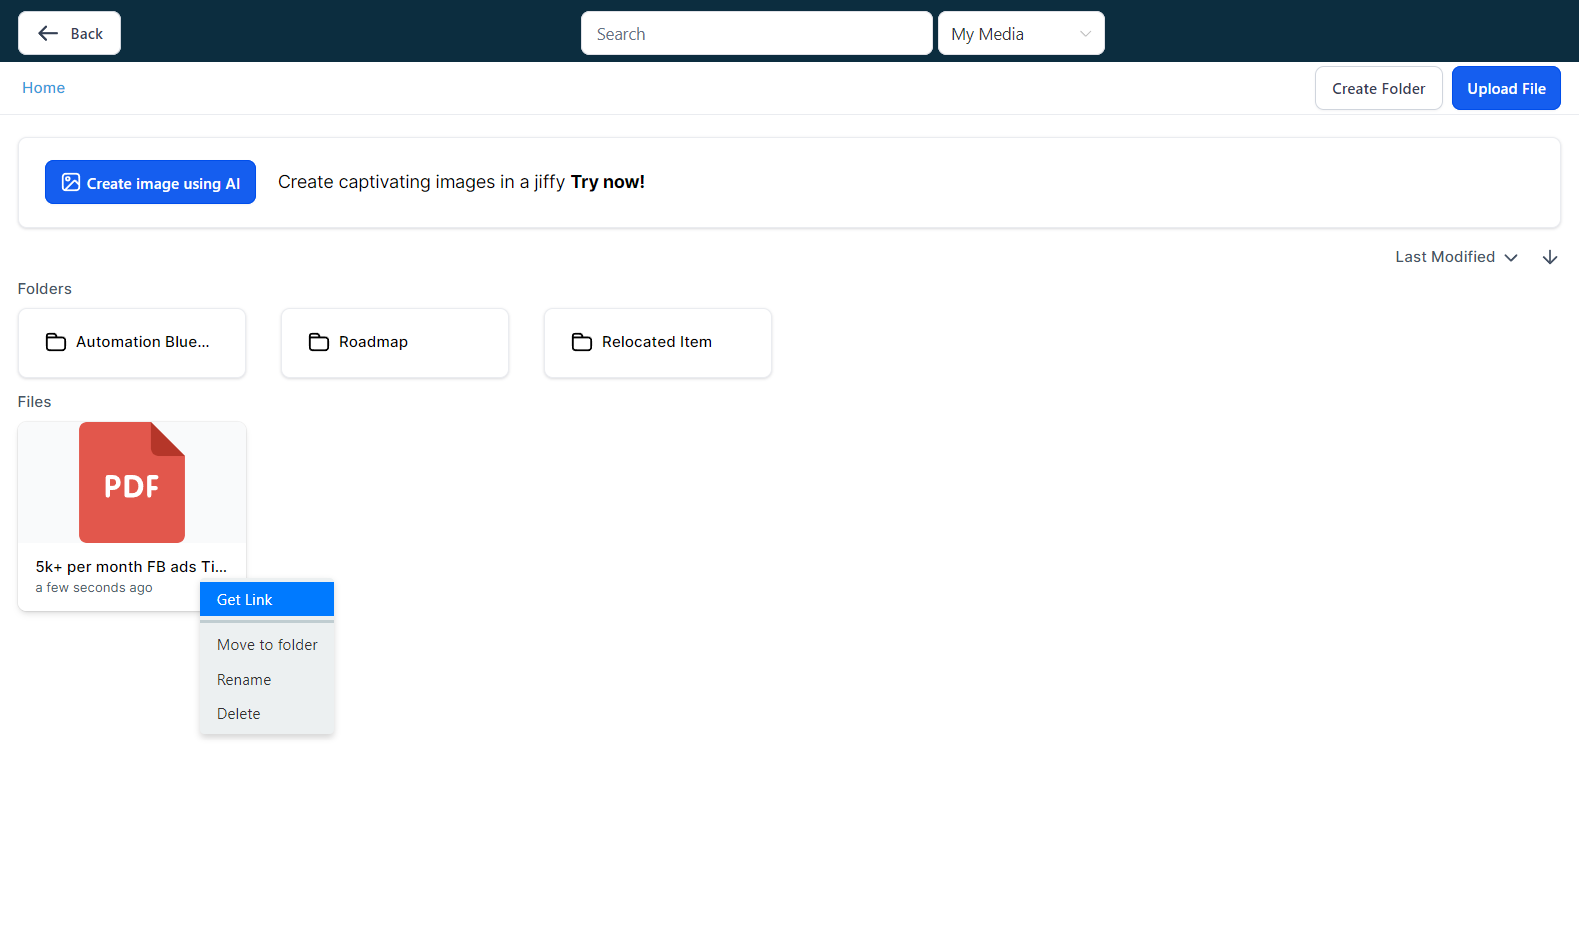 Back
Search
My Media
Home
Create Folder
Upload File
Create image using AI
Create captivating images in a jiffy Try now!
Last Modified
Folders
Automation Blue...
Roadmap
Relocated Item
Files
PDF
5k+ per month FB ads Ti...
a few seconds ago
Get Link
Move to folder
Rename
Delete